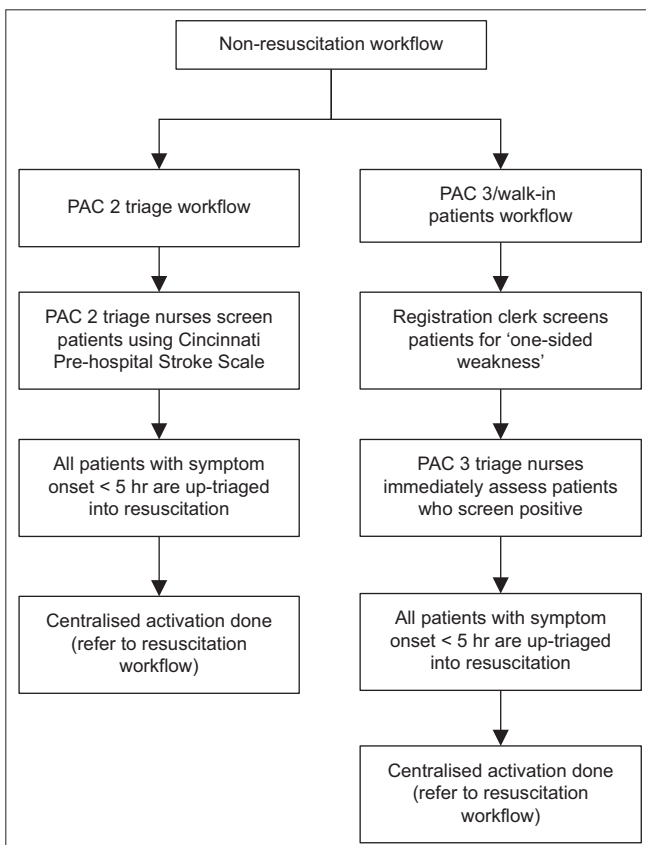 Non-resuscitation workflow
PAC 2 triage workflow
PAC 2 triage nurses screen
patients using Cincinnati
Pre-hospital Stroke Scale
All patients with symptom
onset < 5 hr are up-triaged
into resuscitation
Centralised activation done
(refer to resuscitation
workflow)
PAC 3/walk-in
patients workflow
Registration clerk screens
patients for ‘one-sided
weakness’
PAC 3 triage nurses
immediately assess patients
who screen positive
All patients with symptom
onset < 5 hr are up-triaged
into resuscitation
Centralised activation done
(refer to resuscitation
workflow)